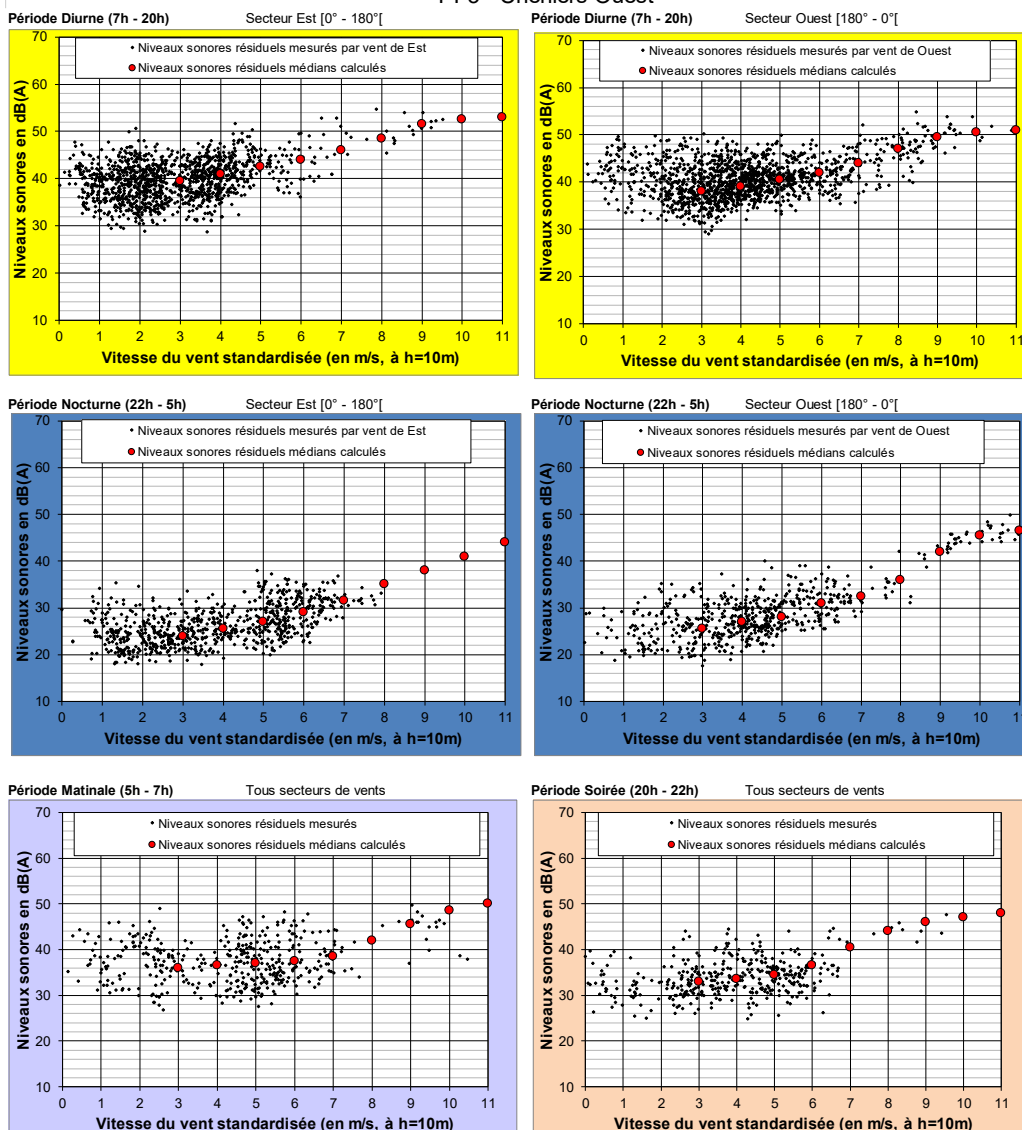 Période Diurne (7h - 20h) Secteur Est [0° - 180°[
70
60
50
40
30
20
10
Niveaux sonores en dB(A)
Niveaux sonores résiduels mesurés par vent de Est
Niveaux sonores résiduels médians calculés
0 1 2 3 4 5 6 7 8 9 10 11
Vitesse du vent standardisée (en m/s, à h=10m)
Période Diurne (7h - 20h) Secteur Ouest [180° - 0°[
70
60
50
40
30
20
10
Niveaux sonores en dB(A)
Niveaux sonores résiduels mesurés par vent de Ouest
Niveaux sonores résiduels médians calculés
0 1 2 3 4 5 6 7 8 9 10 11
Vitesse du vent standardisée (en m/s, à h=10m)
Période Nocturne (22h - 5h) Secteur Est [0° - 180°[
70
60
50
40
30
20
10
Niveaux sonores en dB(A)
Niveaux sonores résiduels mesurés par vent de Est
Niveaux sonores résiduels médians calculés
0 1 2 3 4 5 6 7 8 9 10 11
Vitesse du vent standardisée (en m/s, à h=10m)
Période Nocturne (22h - 5h) Secteur Ouest [180° - 0°[
70
60
50
40
30
20
10
Niveaux sonores en dB(A)
Niveaux sonores résiduels mesurés par vent de Ouest
Niveaux sonores résiduels médians calculés
0 1 2 3 4 5 6 7 8 9 10
Vitesse du vent standardisée (en m/s, à h=10m)
Période Matinale (5h - 7h) Tous secteurs de vents
70
60
50
40
30
20
10
Niveaux sonores en dB(A)
Niveaux sonores résiduels mesurés
Niveaux sonores résiduels médians calculés
0 1 2 3 4 5 6 7 8 9 10 11
Vitesse du vent standardisée (en m/s, à h=10m)
Période Soirée (20h - 22h) Tous secteurs de vents
70
60
50
40
30
20
10
Niveaux sonores en dB(A)
Niveaux sonores résiduels mesurés
Niveaux sonores résiduels médians calculés
0 1 2 3 4 5 6 7 8 9 10 11
Vitesse du vent standardisée (en m/s, à h=10m)